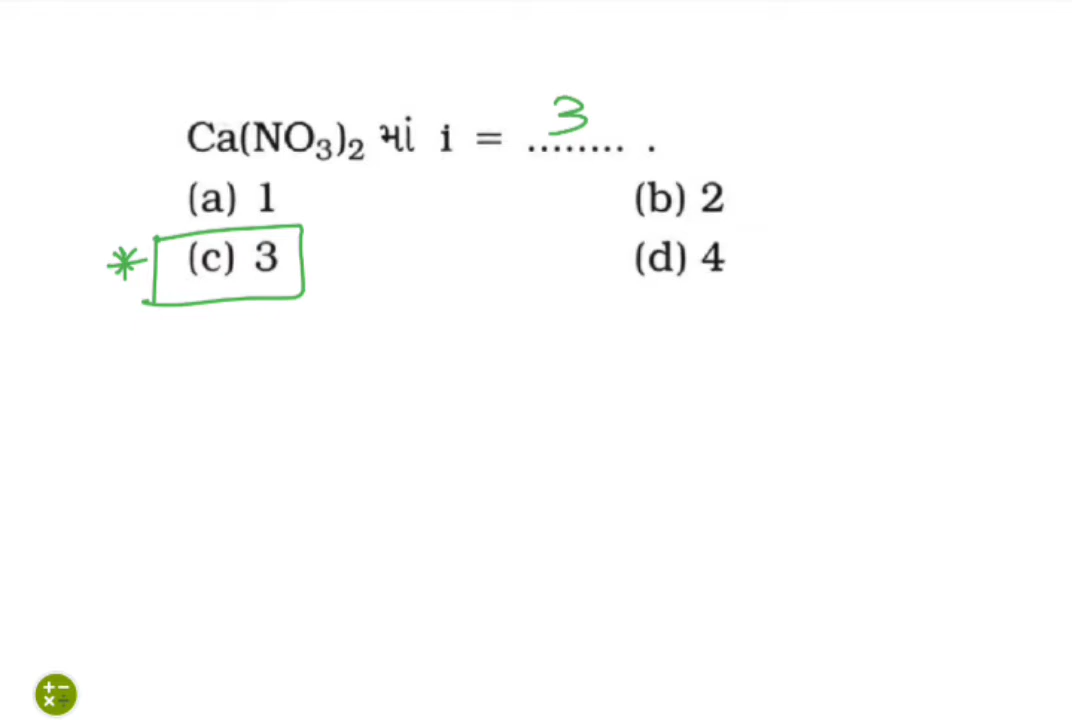 Ca(NO₃)₂ માં i = ...3..... .
(a) 1 (b) 2
* (c) 3 (d) 4